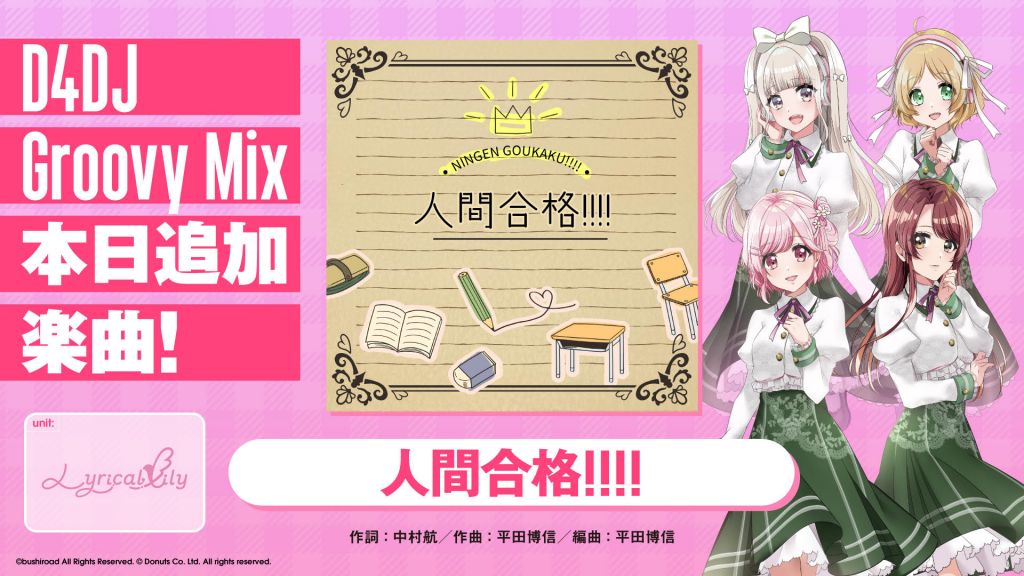 D4DJ
Groovy Mix
本日追加
楽曲!
NINGEN GOUKAKU!!!!
人間合格!!!!
unit:
Lyrical Lily
人間合格!!!!
作詞：中村航／作曲：平田博信／編曲：平田博信
©bushiroad All Rights Reserved. © Donuts Co. Ltd. All rights reserved.